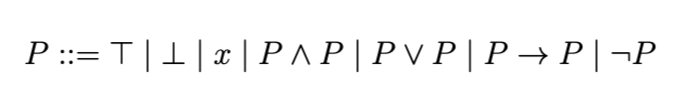 P ::= ⊤ | ⊥ | x | P ∧ P | P ∨ P | P → P | ¬P